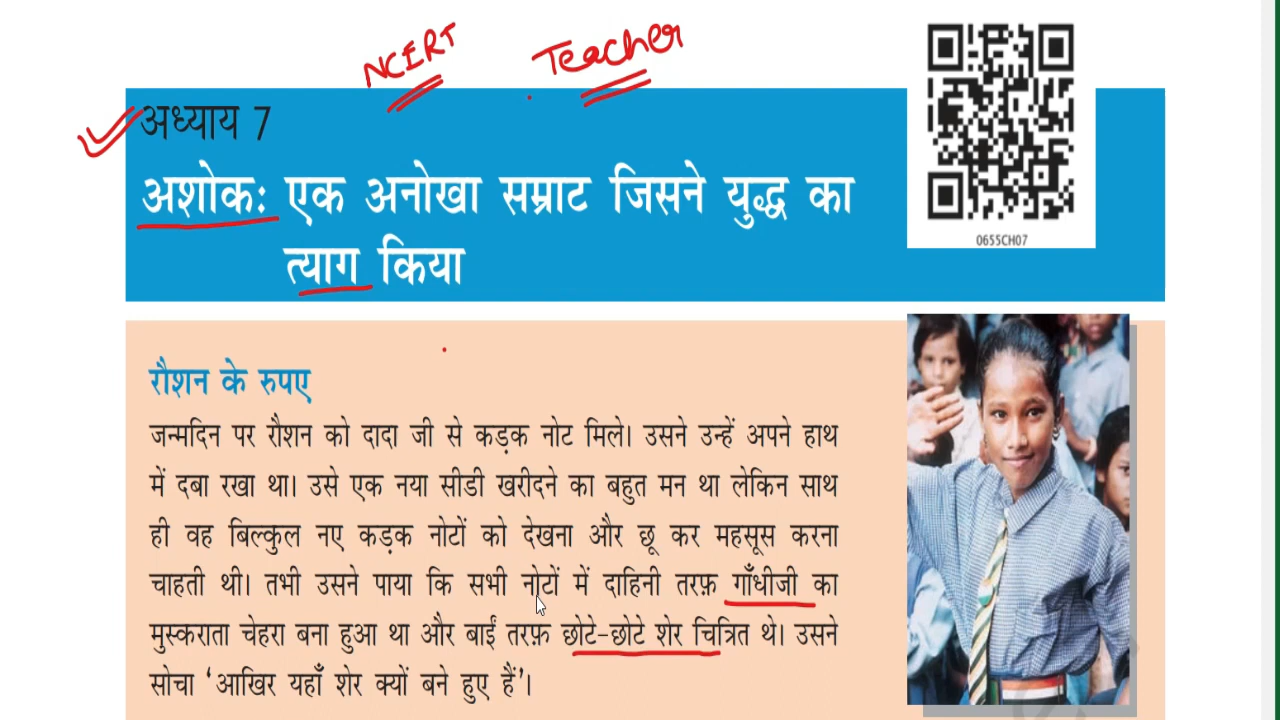 NCERT Teacher
अध्याय 7
अशोकः एक अनोखा सम्राट जिसने युद्ध का
त्याग किया
0655CH07
रौशन के रुपए
जन्मदिन पर रौशन को दादा जी से कड़क नोट मिले। उसने उन्हें अपने हाथ
में दबा रखा था। उसे एक नया सीडी खरीदने का बहुत मन था लेकिन साथ
ही वह बिल्कुल नए कड़क नोटों को देखना और छू कर महसूस करना
चाहती थी। तभी उसने पाया कि सभी नोटों में दाहिनी तरफ़ गाँधीजी का
मुस्कराता चेहरा बना हुआ था और बाईं तरफ़ छोटे-छोटे शेर चित्रित थे। उसने
सोचा ‘आखिर यहाँ शेर क्यों बने हुए हैं’।